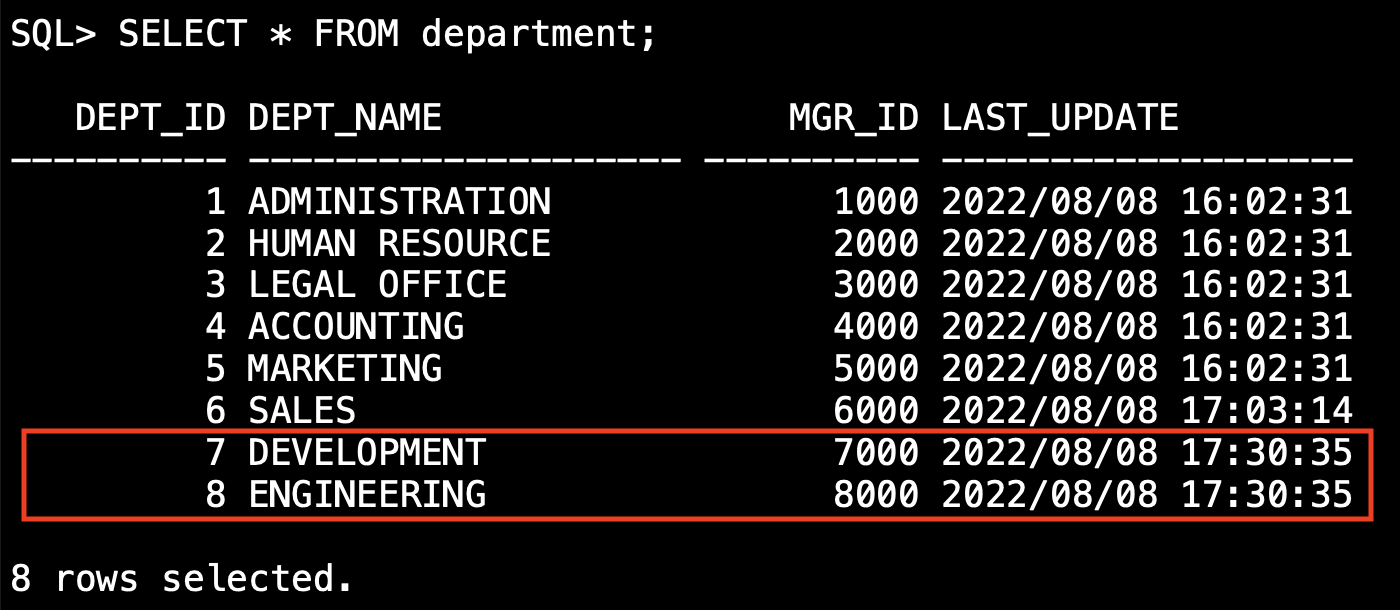 SQL> SELECT * FROM department;
DEPT_ID DEPT_NAME MGR_ID LAST_UPDATE
---------- -------------------- ---------- -------------------
1 ADMINISTRATION 1000 2022/08/08 16:02:31
2 HUMAN RESOURCE 2000 2022/08/08 16:02:31
3 LEGAL OFFICE 3000 2022/08/08 16:02:31
4 ACCOUNTING 4000 2022/08/08 16:02:31
5 MARKETING 5000 2022/08/08 16:02:31
6 SALES 6000 2022/08/08 17:03:14
7 DEVELOPMENT 7000 2022/08/08 17:30:35
8 ENGINEERING 8000 2022/08/08 17:30:35
8 rows selected.